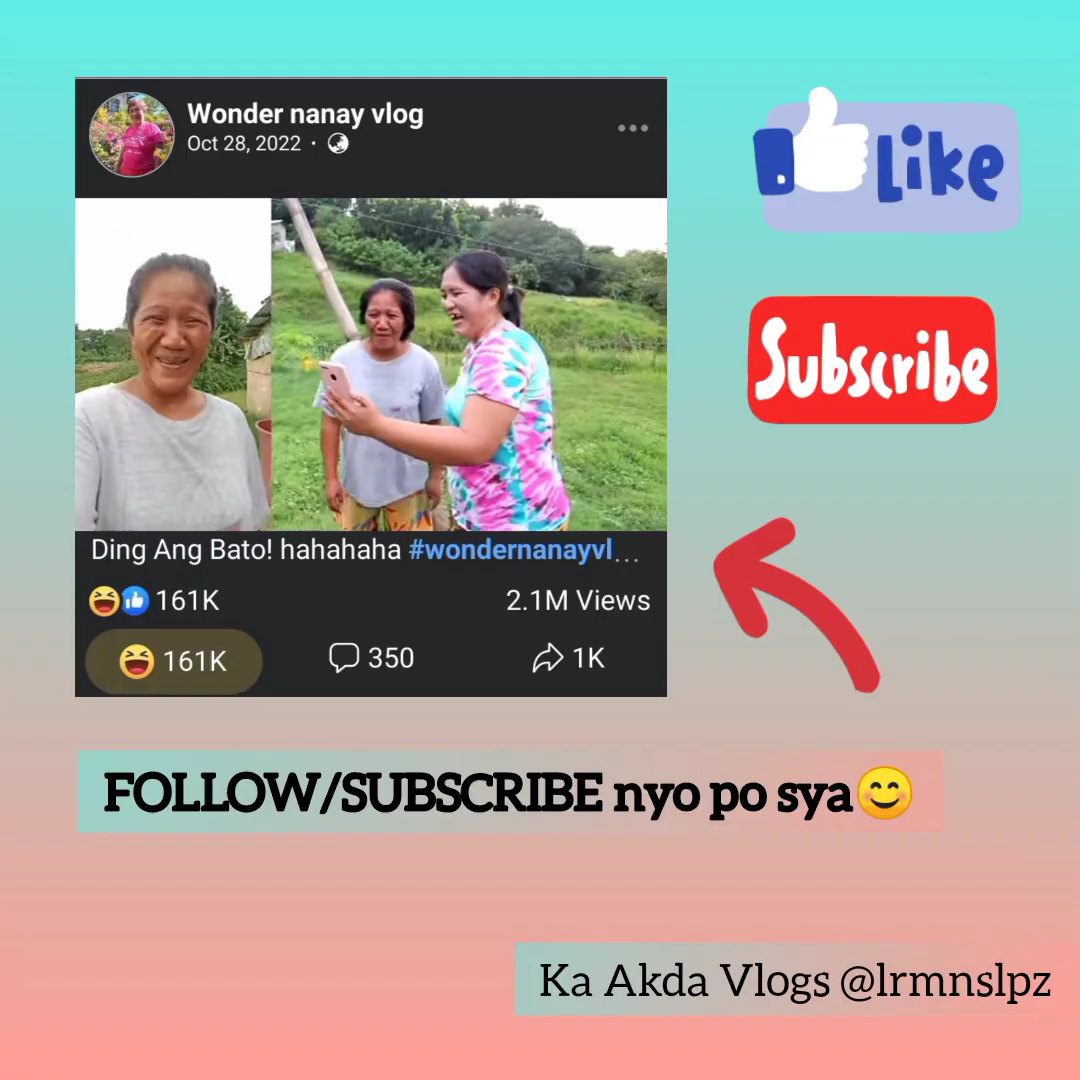 Wonder nanay vlog
Oct 28, 2022 ·
Like
Subscribe
Ding Ang Bato! hahahaha #wondernanayvl...
161K
2.1M Views
161K
350
1K
FOLLOW/SUBSCRIBE nyo po sya😊
Ka Akda Vlogs @lrmnslpz